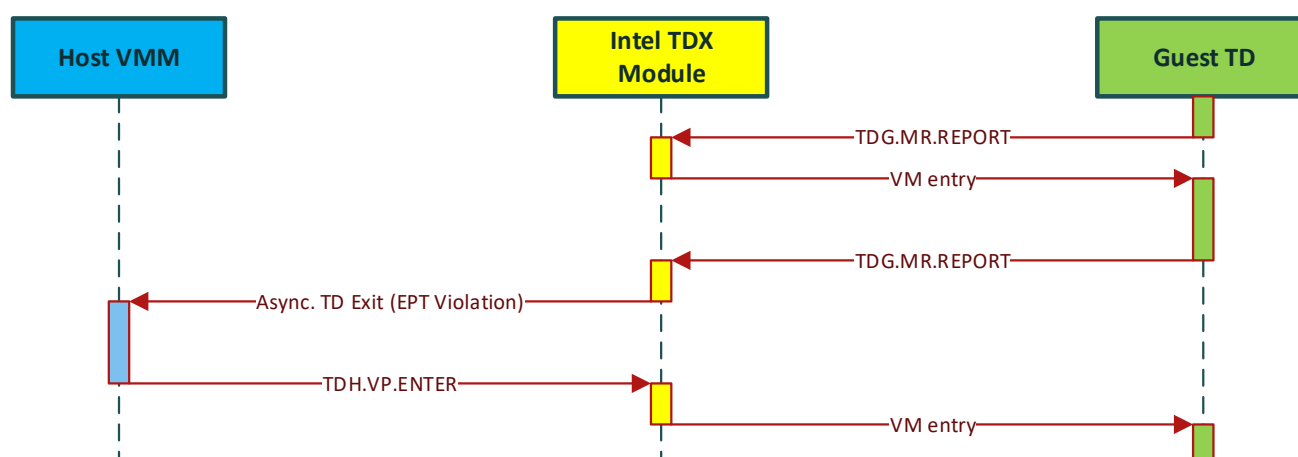 Host VMM
Intel TDX
Module
Guest TD
TDG.MR.REPORT
VM entry
TDG.MR.REPORT
Async. TD Exit (EPT Violation)
TDH.VP.ENTER
VM entry